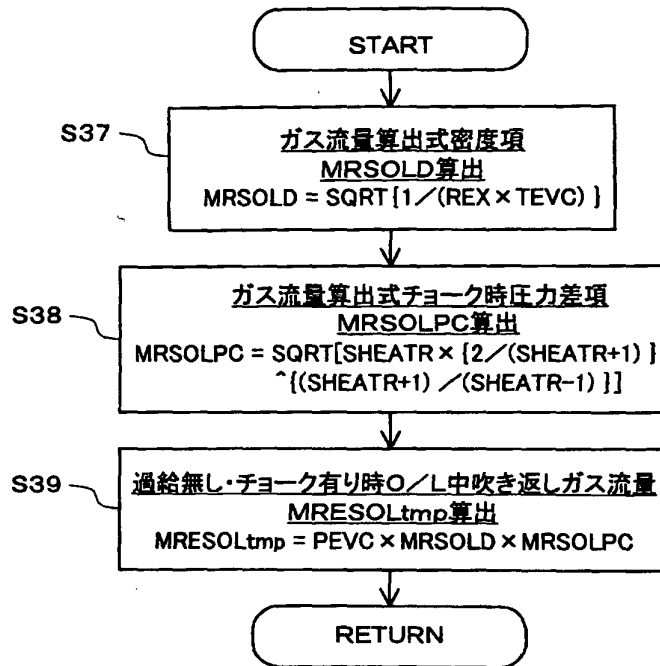 START
S37
ガス流量算出式密度項
MRSOLD算出
MRSOLD = SQRT{1／(REX×TEVC) }
S38
ガス流量算出式チョーク時圧力差項
MRSOLPC算出
MRSOLPC = SQRT[SHEATR × {2／(SHEATR+1) }
^{(SHEATR+1) ／(SHEATR-1) }]
S39
過給無し・チョーク有り時O／L中吹き返しガス流量
MRESOLtmp算出
MRESOLtmp = PEVC × MRSOLD × MRSOLPC
RETURN